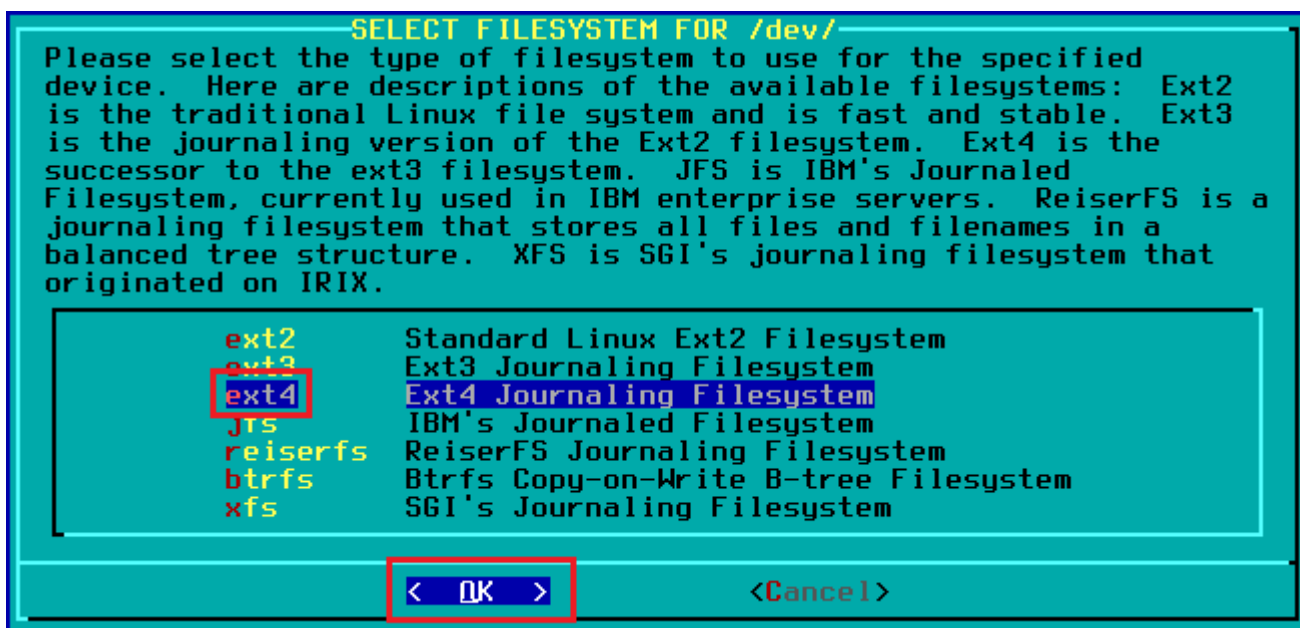 SELECT FILESYSTEM FOR /dev/
Please select the type of filesystem to use for the specified
device.  Here are descriptions of the available filesystems:  Ext2
is the traditional Linux file system and is fast and stable.  Ext3
is the journaling version of the Ext2 filesystem.  Ext4 is the
successor to the ext3 filesystem.  JFS is IBM's Journaled
Filesystem, currently used in IBM enterprise servers.  ReiserFS is a
journaling filesystem that stores all files and filenames in a
balanced tree structure.  XFS is SGI's journaling filesystem that
originated on IRIX.
ext2 Standard Linux Ext2 Filesystem
ext3 Ext3 Journaling Filesystem
ext4 Ext4 Journaling Filesystem
jfs IBM's Journaled Filesystem
reiserfs ReiserFS Journaling Filesystem
btrfs Btrfs Copy-on-Write B-tree Filesystem
xfs SGI's Journaling Filesystem
< OK > <Cancel>